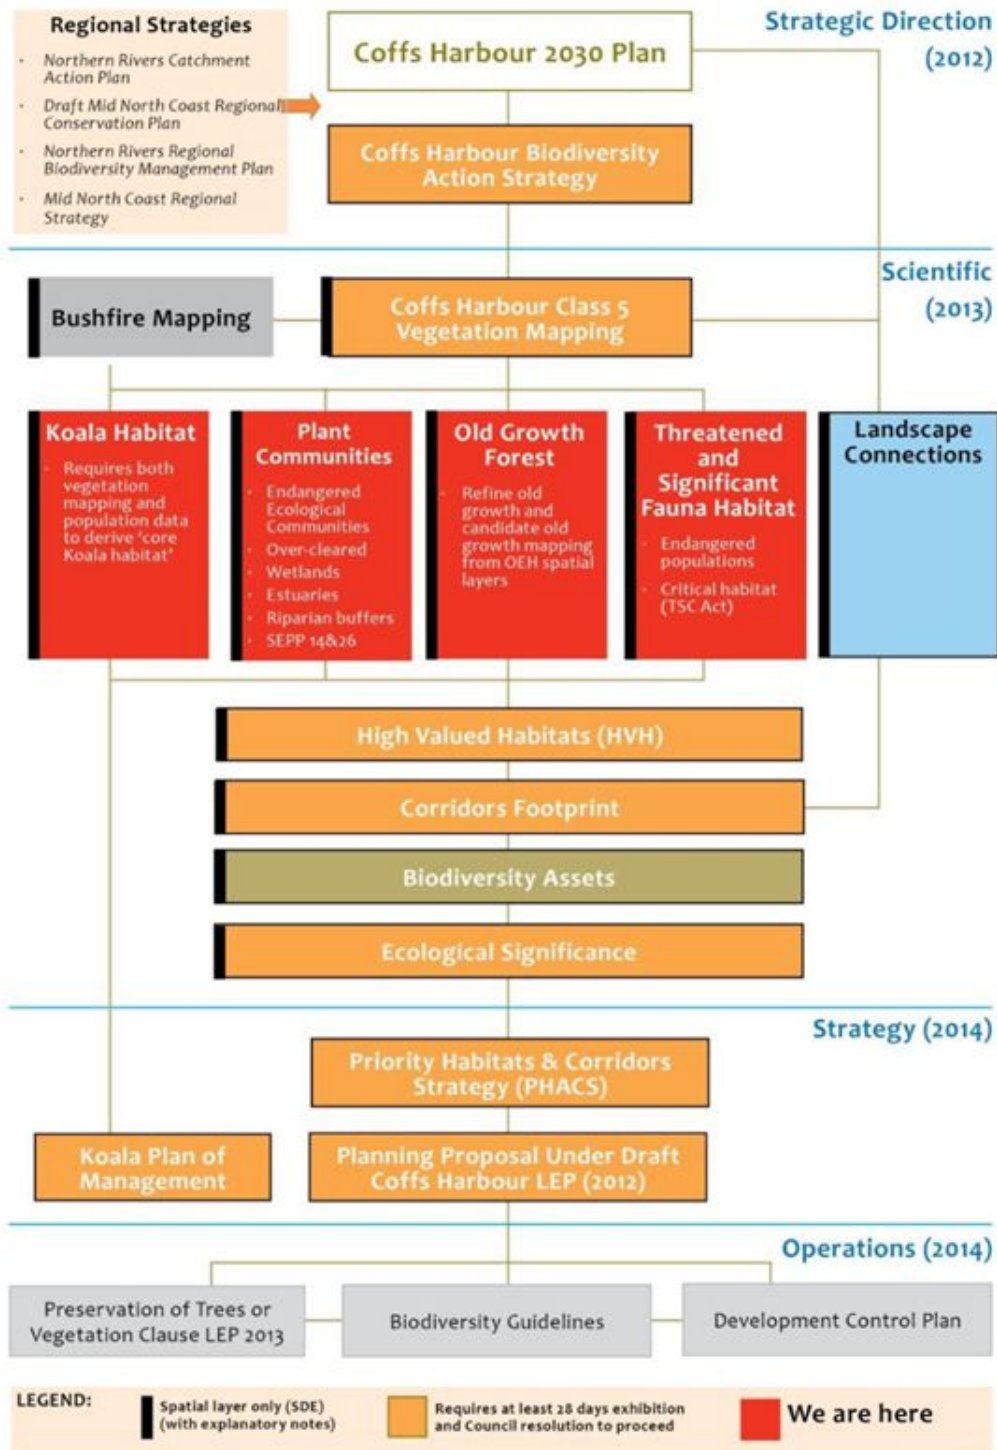 Regional Strategies
· Northern Rivers Catchment
Action Plan
· Draft Mid North Coast Regional
Conservation Plan
· Northern Rivers Regional
Biodiversity Management Plan
· Mid North Coast Regional
Strategy
Coffs Harbour 2030 Plan
Strategic Direction
(2012)
Coffs Harbour Biodiversity
Action Strategy
Scientific
(2013)
Bushfire Mapping
Coffs Harbour Class 5
Vegetation Mapping
Koala Habitat
· Requires both
vegetation
mapping and
population data
to derive ‘core
Koala habitat’
Plant
Communities
· Endangered
Ecological
Communities
· Over-cleared
· Wetlands
· Estuaries
· Riparian buffers
· SEPP 14&26
Old Growth
Forest
· Refine old
growth and
candidate old
growth mapping
from OEH spatial
layers
Threatened
and
Significant
Fauna Habitat
· Endangered
populations
· Critical habitat
(TSC Act)
Landscape
Connections
High Valued Habitats (HVH)
Corridors Footprint
Biodiversity Assets
Ecological Significance
Strategy (2014)
Priority Habitats & Corridors
Strategy (PHACS)
Koala Plan of
Management
Planning Proposal Under Draft
Coffs Harbour LEP (2012)
Operations (2014)
Preservation of Trees or
Vegetation Clause LEP 2013
Biodiversity Guidelines
Development Control Plan
LEGEND:
Spatial layer only (SDE)
(with explanatory notes)
Requires at least 28 days exhibition
and Council resolution to proceed
We are here